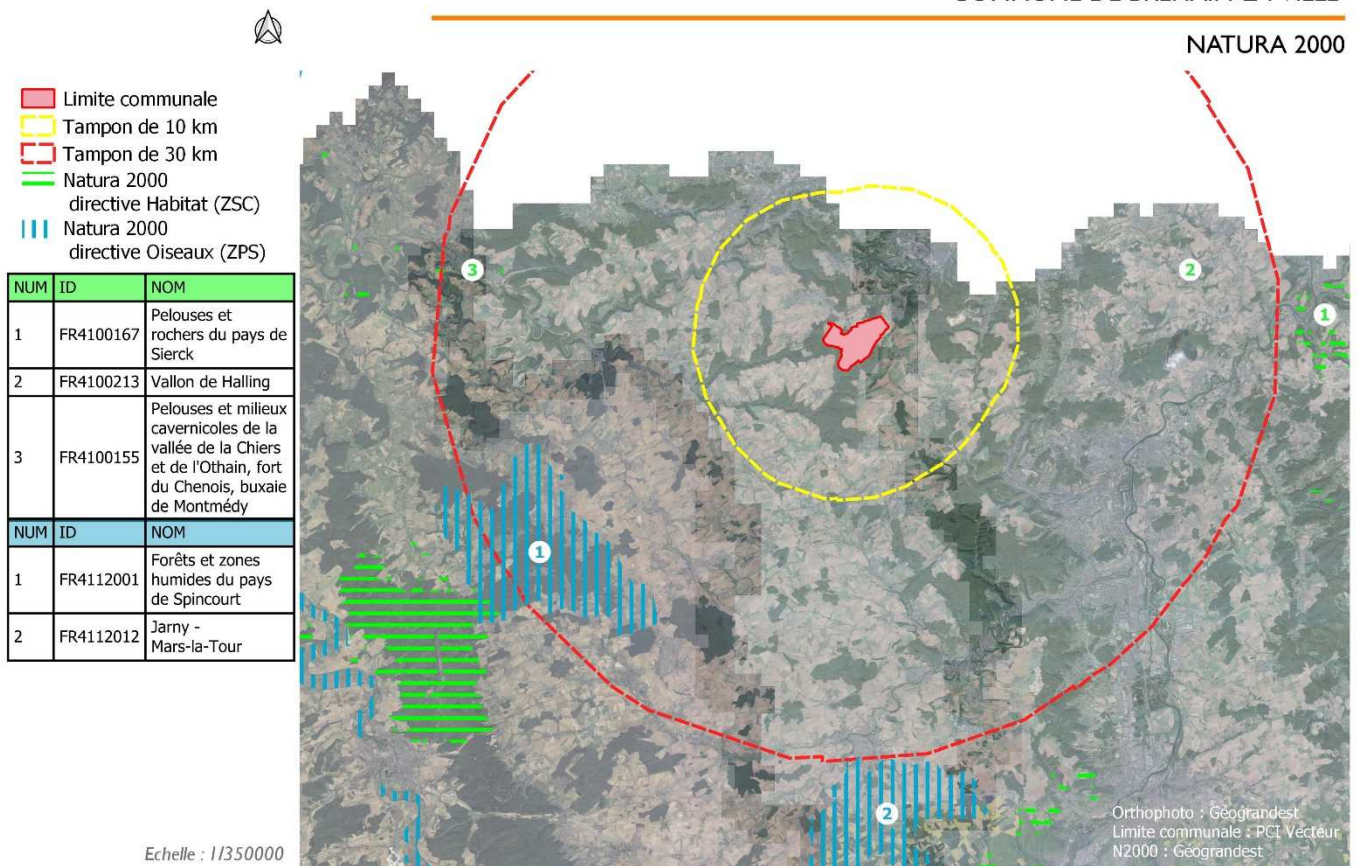 NATURA 2000
Limite communale
Tampon de 10 km
Tampon de 30 km
Natura 2000
directive Habitat (ZSC)
Natura 2000
directive Oiseaux (ZPS)
NUM ID NOM
1 FR4100167 Pelouses et
rochers du pays de
Sierck
2 FR4100213 Vallon de Halling
3 FR4100155 Pelouses et milieux
cavernicoles de la
vallée de la Chiers
et de l'Othain, fort
du Chenois, buxaie
de Montmédy
NUM ID NOM
1 FR4112001 Forêts et zones
humides du pays
de Spincourt
2 FR4112012 Jarny -
Mars-la-Tour
3
2
1
1
2
Orthophoto : Géograndest
Limite communale : PCI Vecteur
N2000 : Géograndest
Echelle : 1/350000